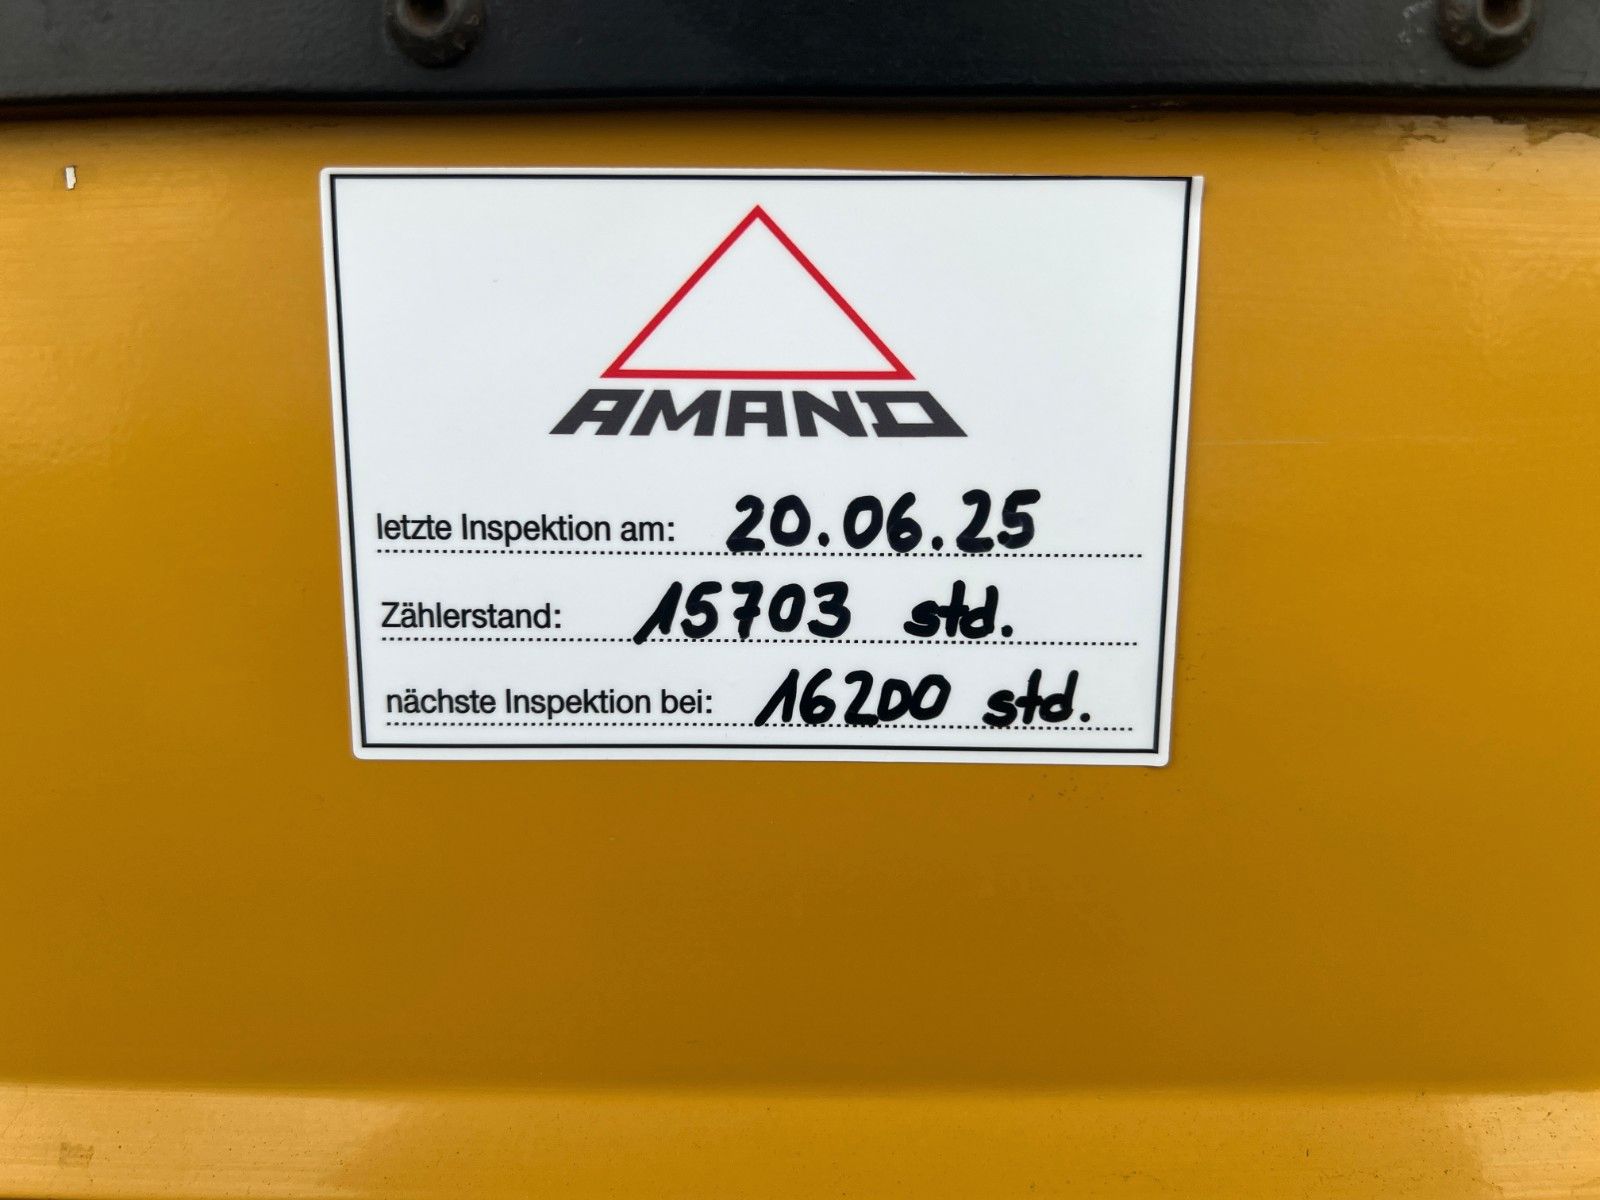 AMAND
letzte Inspektion am: 20.06.25
Zählerstand: 15703 std.
nächste Inspektion bei: 16200 std.